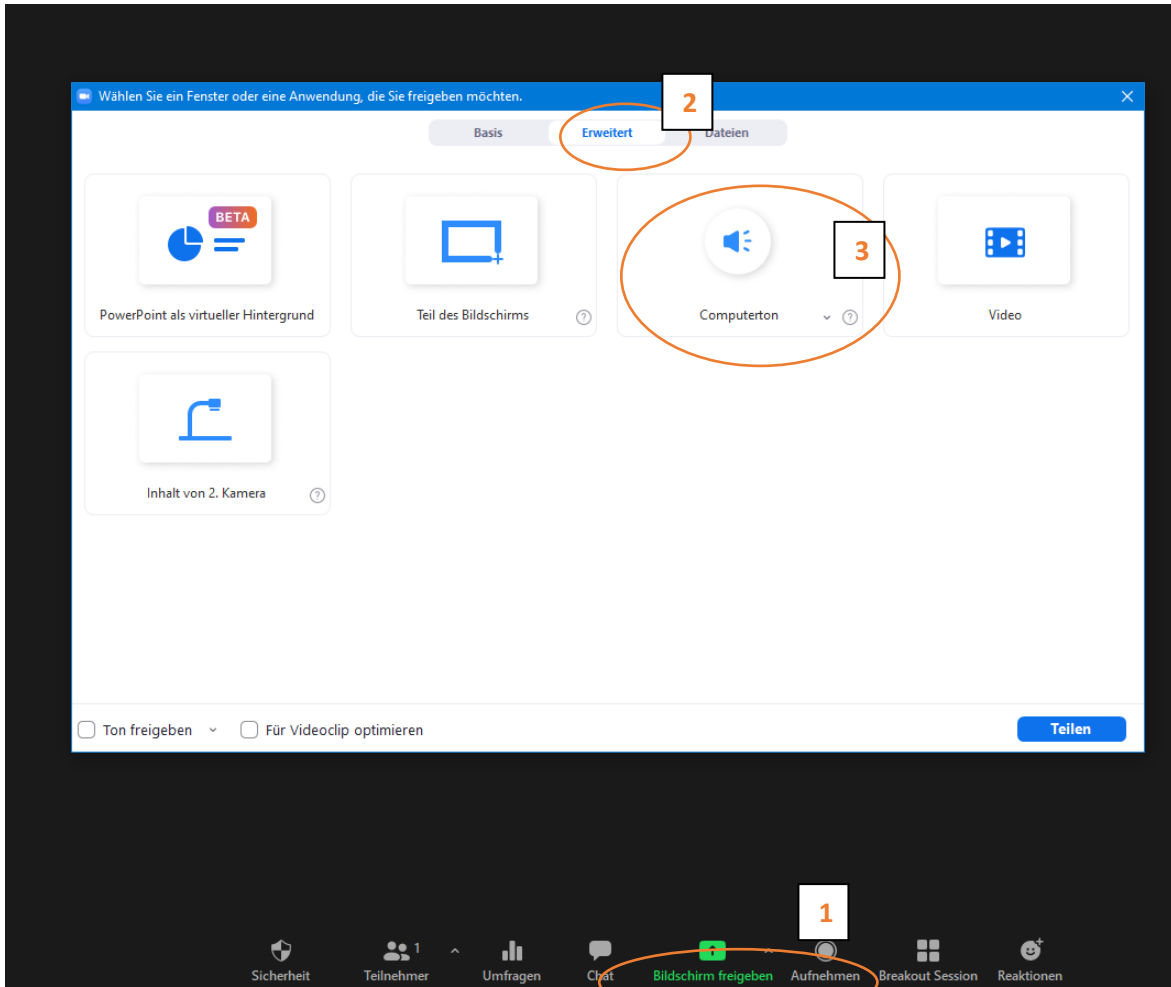 Wählen Sie ein Fenster oder eine Anwendung, die Sie freigeben möchten.
2
Basis Erweitert Dateien
BETA
3
PowerPoint als virtueller Hintergrund Teil des Bildschirms Computerton Video
Inhalt von 2. Kamera
Ton freigeben Für Videoclip optimieren Teilen
1
1
Sicherheit Teilnehmer Umfragen Chat Bildschirm freigeben Aufnehmen Breakout Session Reaktionen